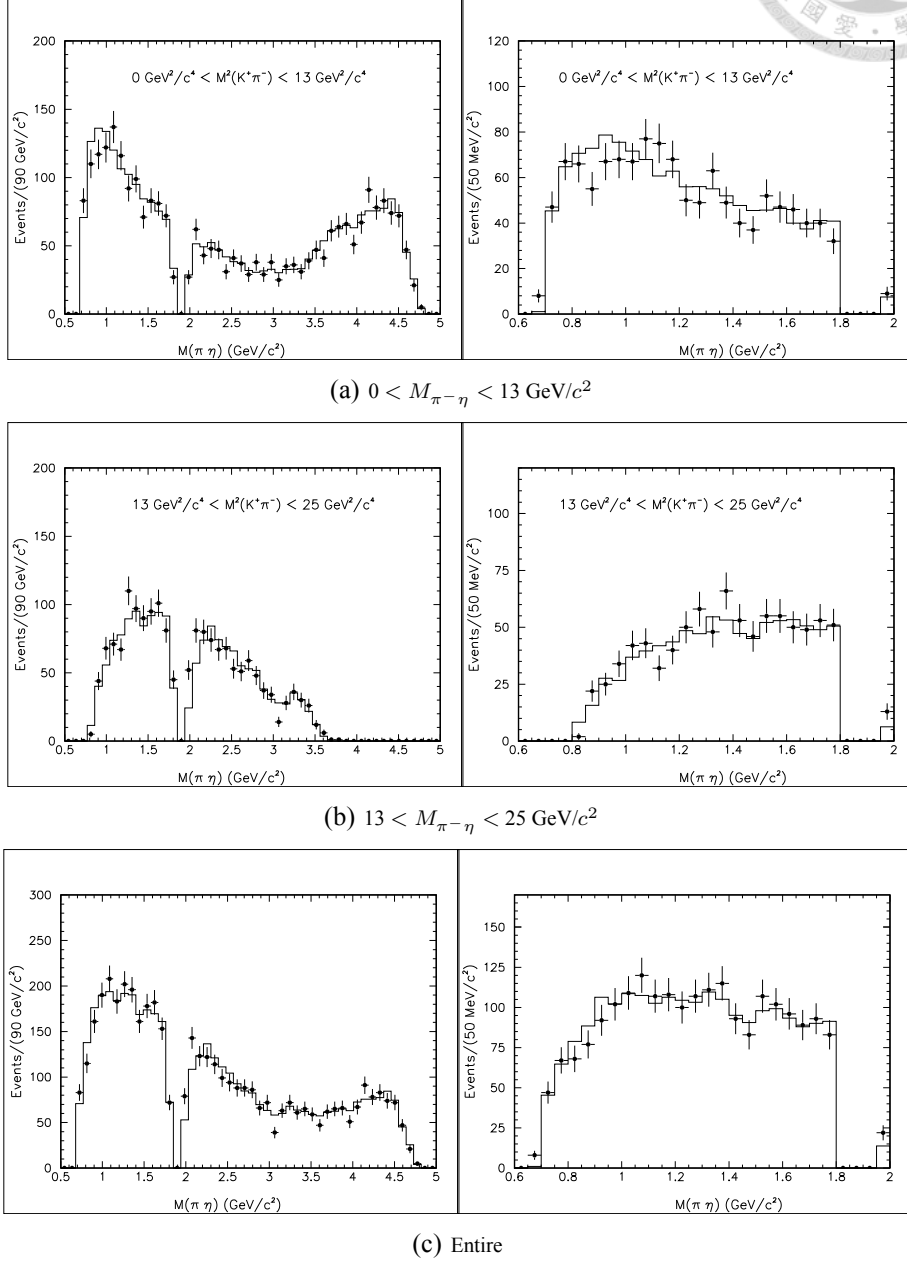 國 愛 • 學
200
150
100
50
0
Events/(90 GeV/c²)
0 GeV²/c⁴ < M²(K⁺π⁻) < 13 GeV²/c⁴
0.5 1 1.5 2 2.5 3 3.5 4 4.5 5
M(π η) (GeV/c²)
120
100
80
60
40
20
0
Events/(50 MeV/c²)
0 GeV²/c⁴ < M²(K⁺π⁻) < 13 GeV²/c⁴
0.6 0.8 1 1.2 1.4 1.6 1.8 2
M(π η) (GeV/c²)
(a) 0 < M_{π⁻η} < 13 GeV/c²
200
150
100
50
0
Events/(90 GeV/c²)
13 GeV²/c⁴ < M²(K⁺π⁻) < 25 GeV²/c⁴
0.5 1 1.5 2 2.5 3 3.5 4 4.5 5
M(π η) (GeV/c²)
100
75
50
25
0
Events/(50 MeV/c²)
13 GeV²/c⁴ < M²(K⁺π⁻) < 25 GeV²/c⁴
0.6 0.8 1 1.2 1.4 1.6 1.8 2
M(π η) (GeV/c²)
(b) 13 < M_{π⁻η} < 25 GeV/c²
300
250
200
150
100
50
0
Events/(90 GeV/c²)
0.5 1 1.5 2 2.5 3 3.5 4 4.5 5
M(π η) (GeV/c²)
150
125
100
75
50
25
0
Events/(50 MeV/c²)
0.6 0.8 1 1.2 1.4 1.6 1.8 2
M(π η) (GeV/c²)
(c) Entire